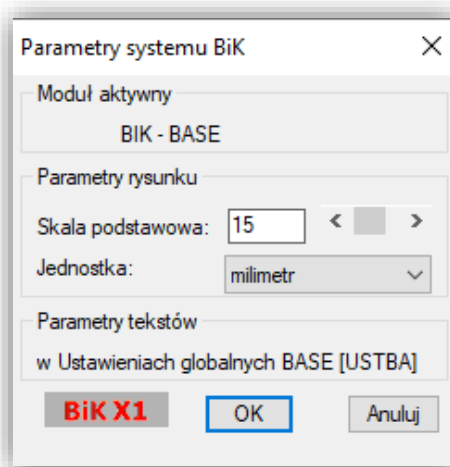 Parametry systemu BiK
Moduł aktywny
BIK - BASE
Parametry rysunku
Skala podstawowa: 15
Jednostka: milimetr
Parametry tekstów
w Ustawieniach globalnych BASE [USTBA]
BiK X1 OK Anuluj